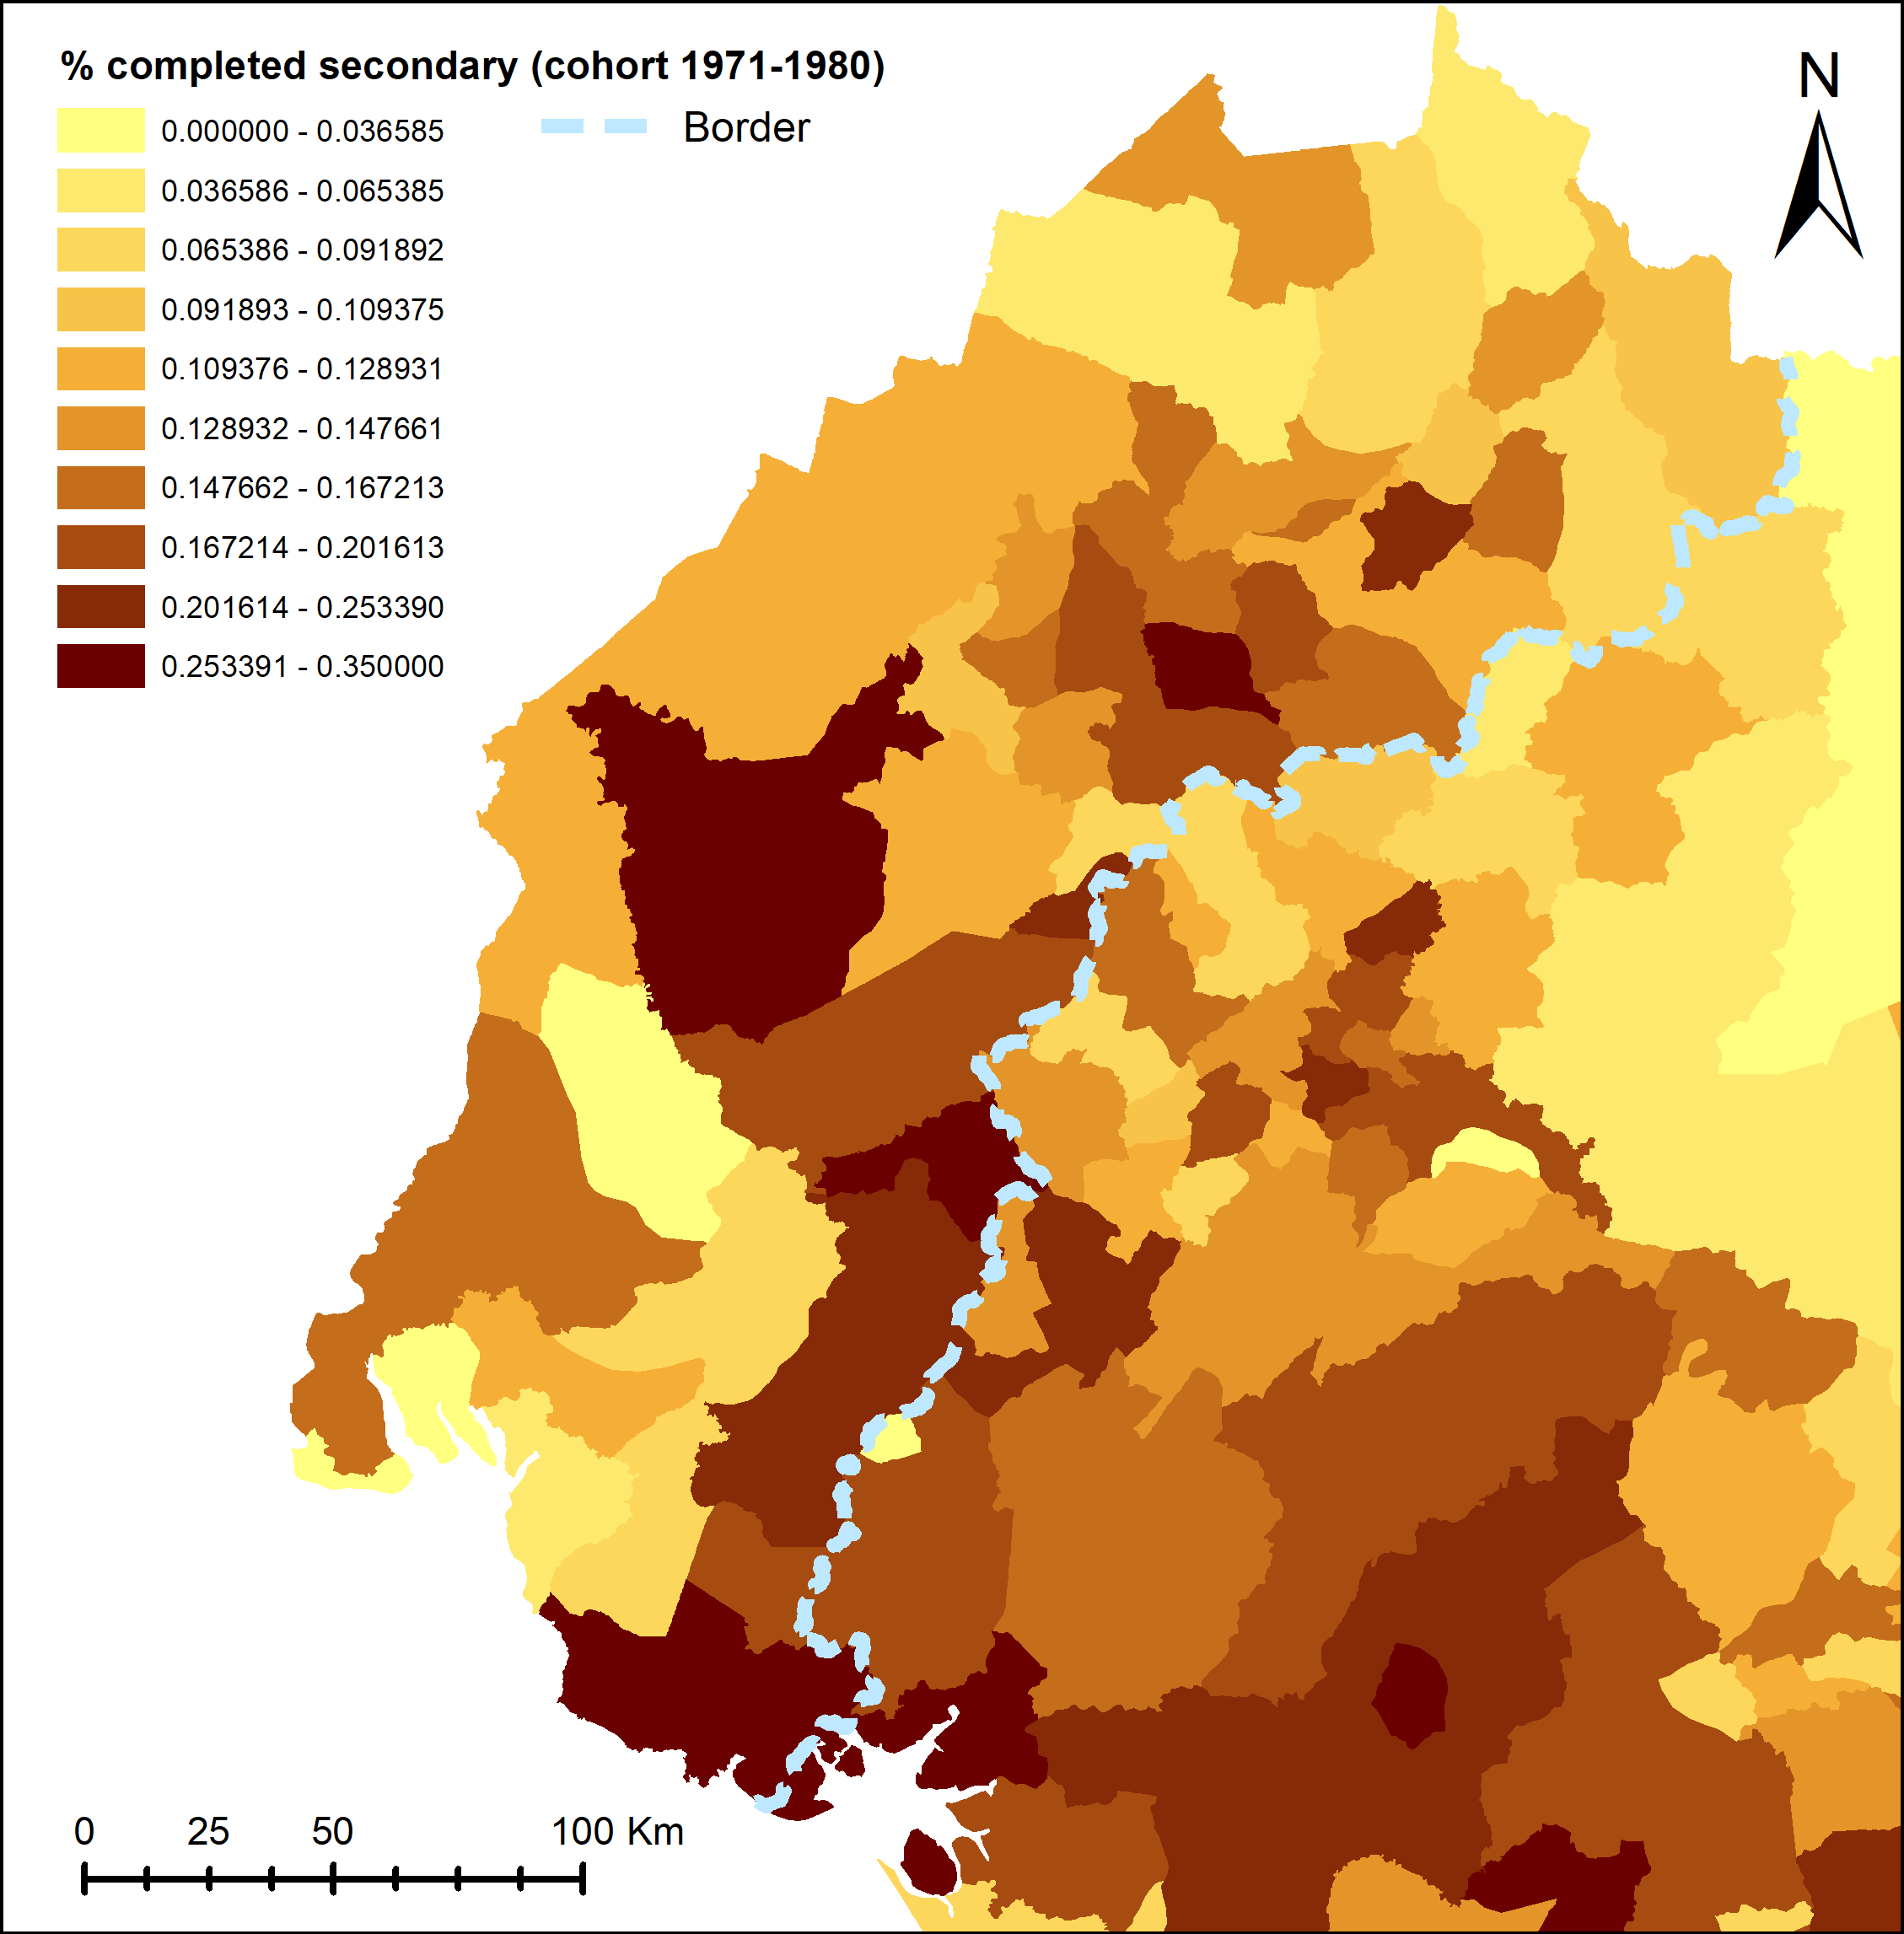 % completed secondary (cohort 1971-1980)
0.000000 - 0.036585
Border
0.036586 - 0.065385
0.065386 - 0.091892
0.091893 - 0.109375
0.109376 - 0.128931
0.128932 - 0.147661
0.147662 - 0.167213
0.167214 - 0.201613
0.201614 - 0.253390
0.253391 - 0.350000
N
0 25 50 100 Km